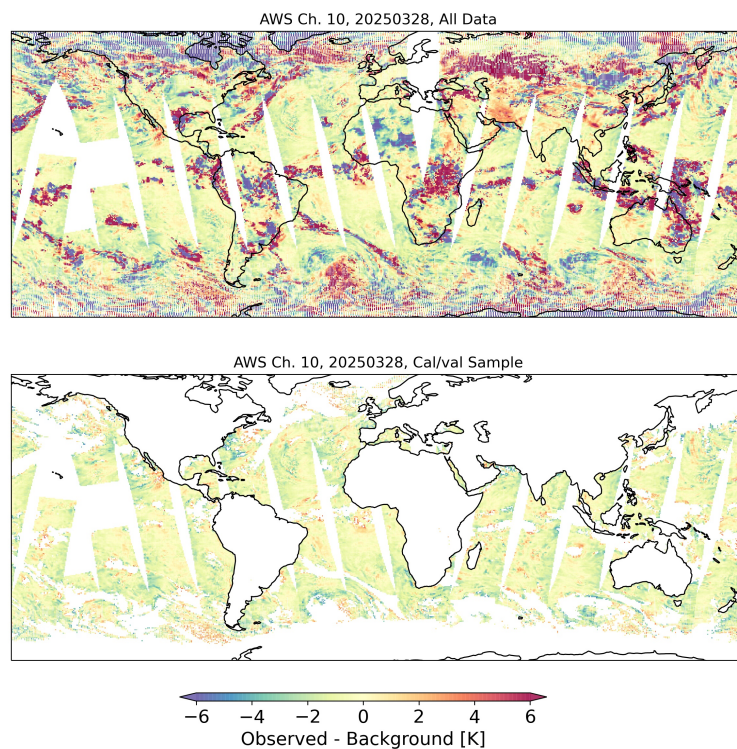 AWS Ch. 10, 20250328, All Data
AWS Ch. 10, 20250328, Cal/val Sample
−6 −4 −2 0 2 4 6
Observed - Background [K]